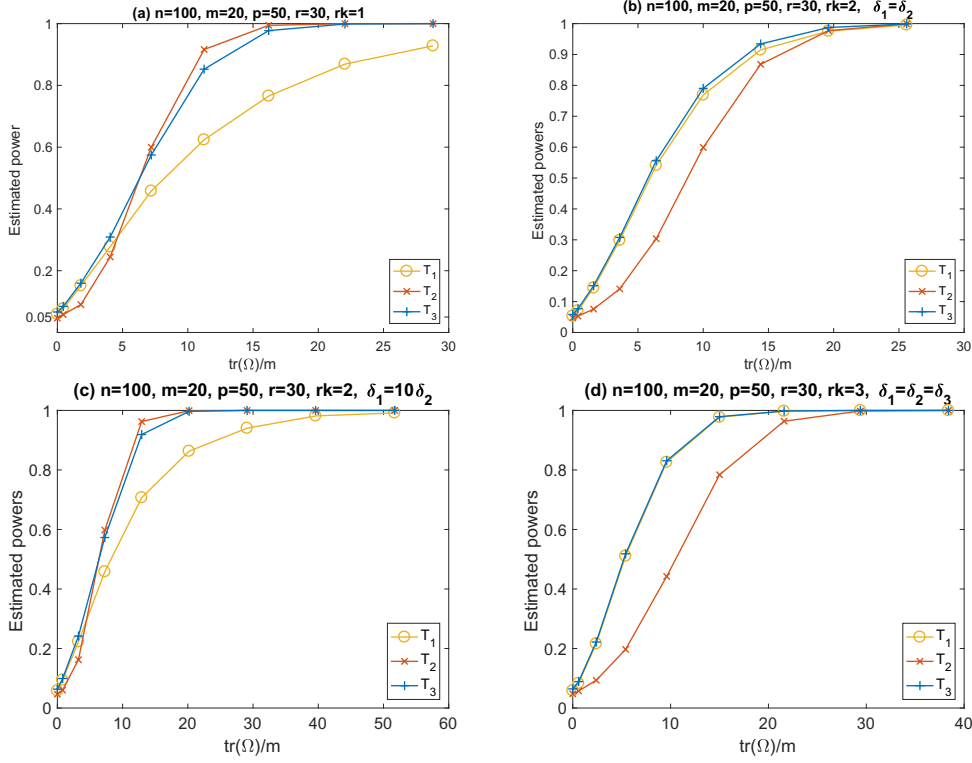 (a) n=100, m=20, p=50, r=30, rk=1
Estimated power
1
0.8
0.6
0.4
0.2
0.05
0 5 10 15 20 25 30
tr(Ω)/m
T1
T2
T3
(b) n=100, m=20, p=50, r=30, rk=2, δ1=δ2
Estimated powers
1
0.9
0.8
0.7
0.6
0.5
0.4
0.3
0.2
0.1
0
0 5 10 15 20 25 30
tr(Ω)/m
T1
T2
T3
(c) n=100, m=20, p=50, r=30, rk=2, δ1=10δ2
Estimated powers
1
0.8
0.6
0.4
0.2
0
0 10 20 30 40 50 60
tr(Ω)/m
T1
T2
T3
(d) n=100, m=20, p=50, r=30, rk=3, δ1=δ2=δ3
Estimated powers
1
0.8
0.6
0.4
0.2
0
0 10 20 30 40
tr(Ω)/m
T1
T2
T3